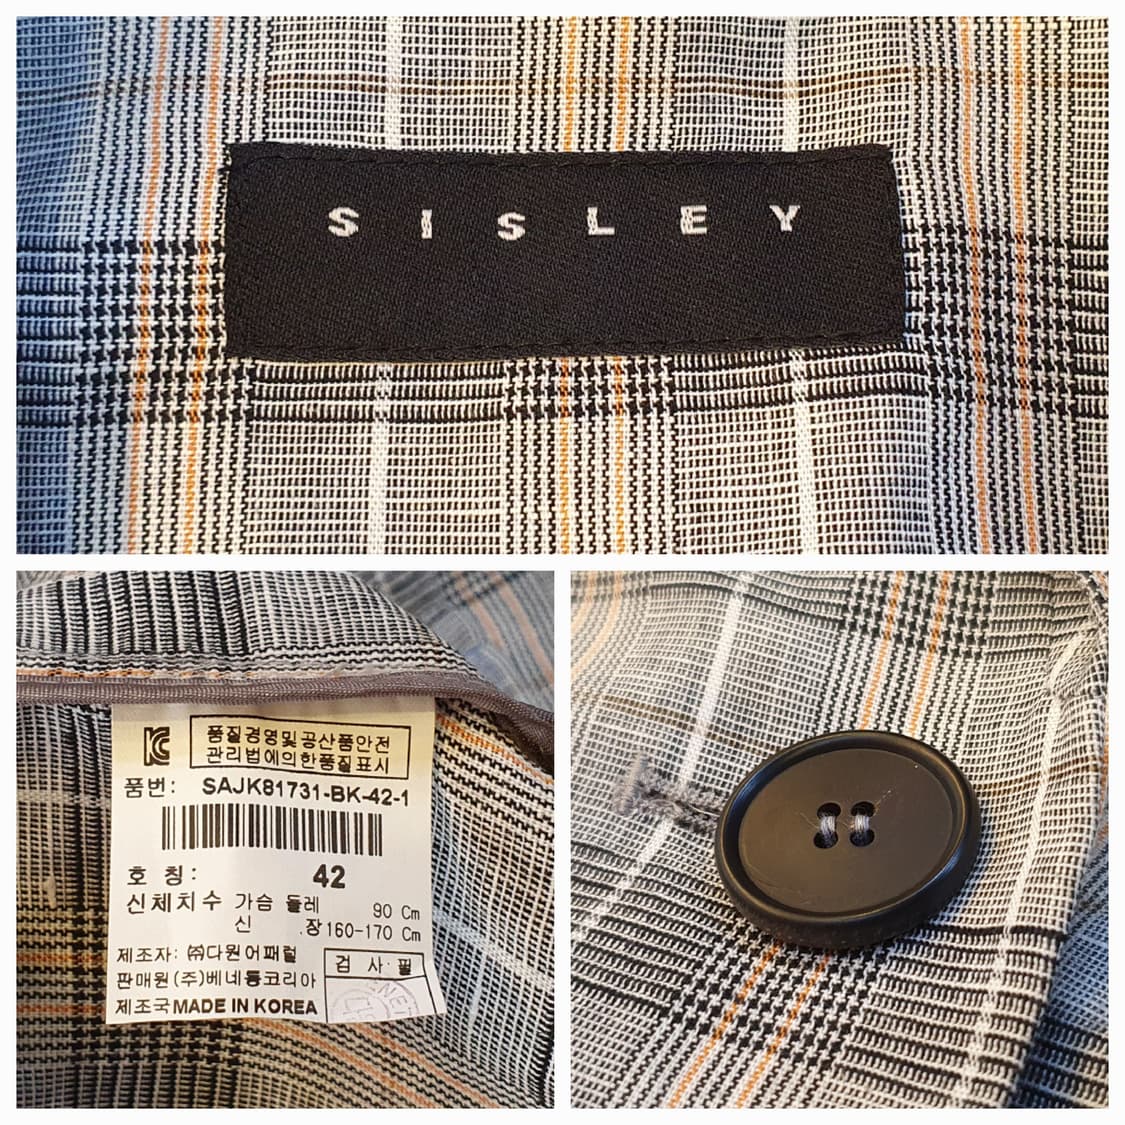 SISLEY
품질경영및공산품안전
관리법에의한품질표시
품번: SAJK81731-BK-42-1
호 칭: 42
신체치수 가슴 둘레 90 Cm
신 장 160-170 Cm
제조자: ㈜다원어패럴
검 사 필
판매원 (주)베네통코리아
제조국 MADE IN KOREA